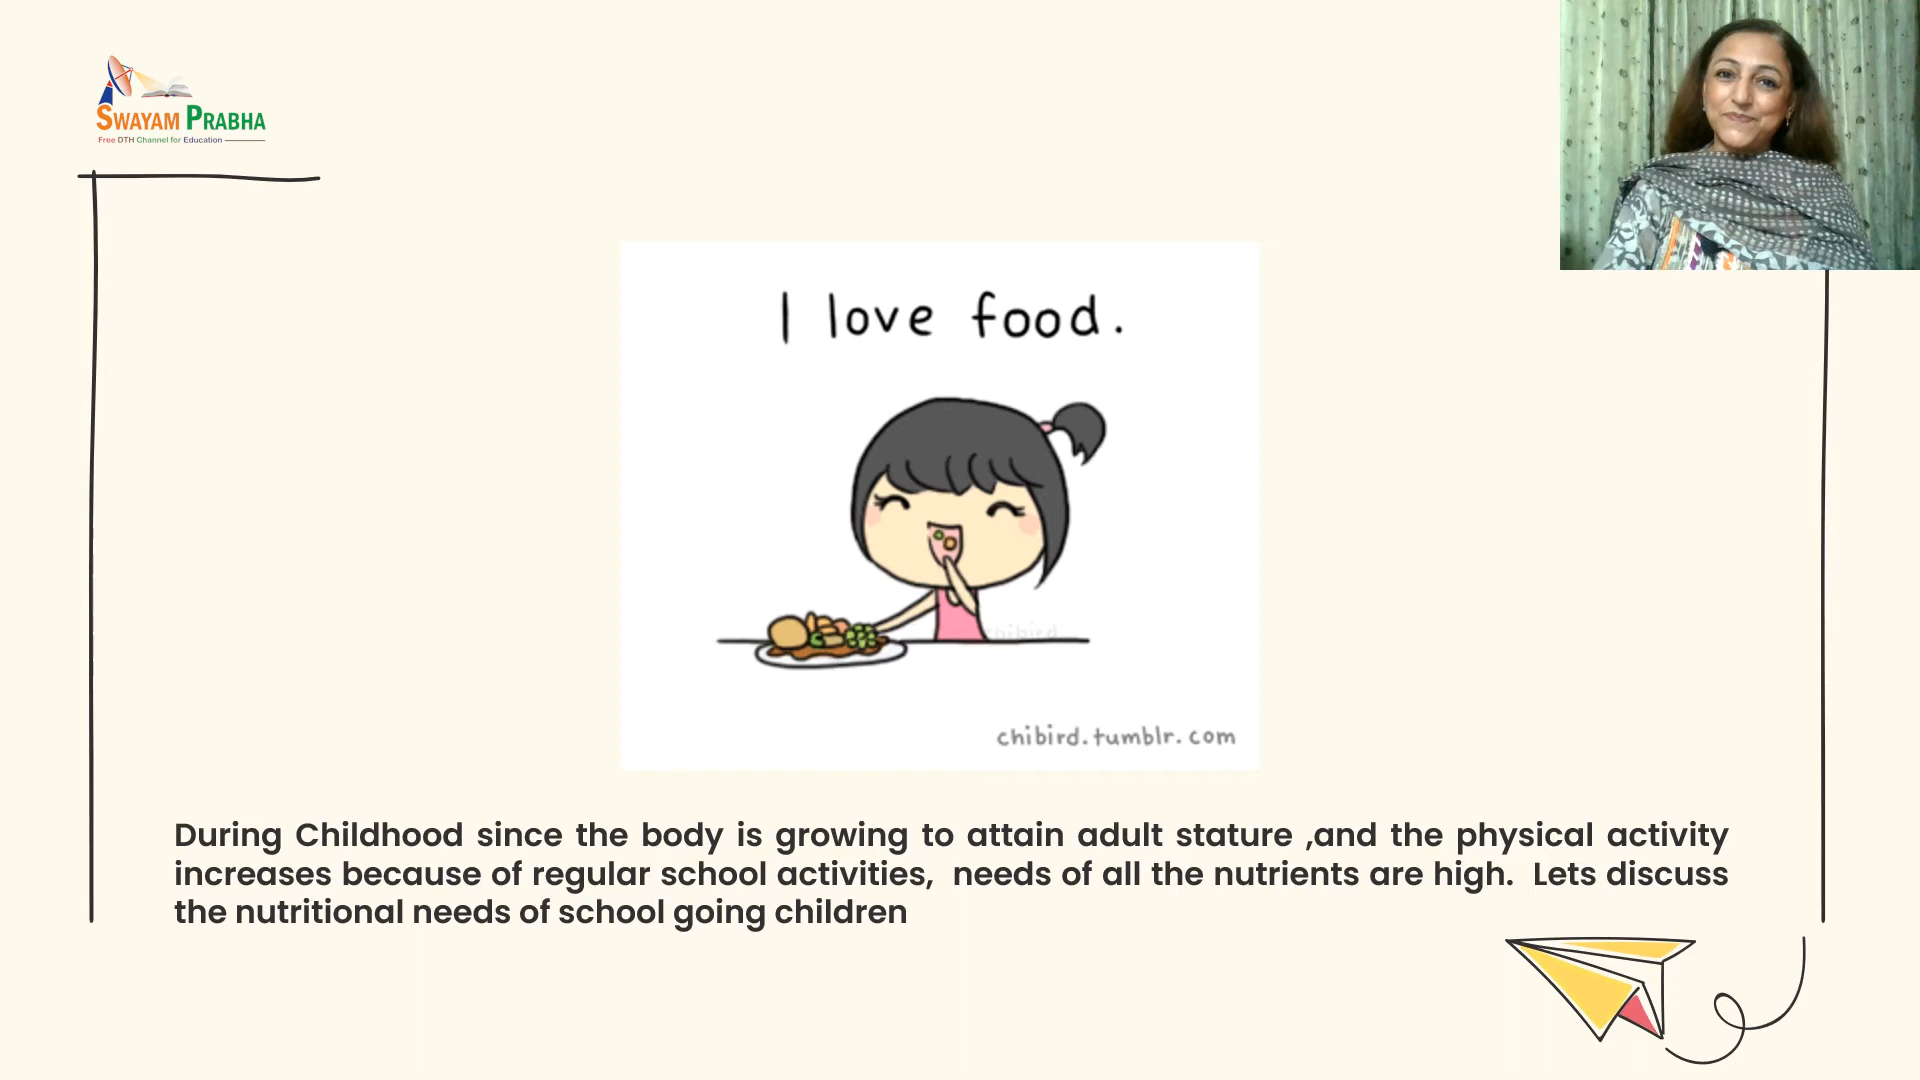 SWAYAM PRABHA
Free DTH Channel for Education
I love food.
chibird
chibird.tumblr.com
During Childhood since the body is growing to attain adult stature ,and the physical activity
increases because of regular school activities,  needs of all the nutrients are high.  Lets discuss
the nutritional needs of school going children